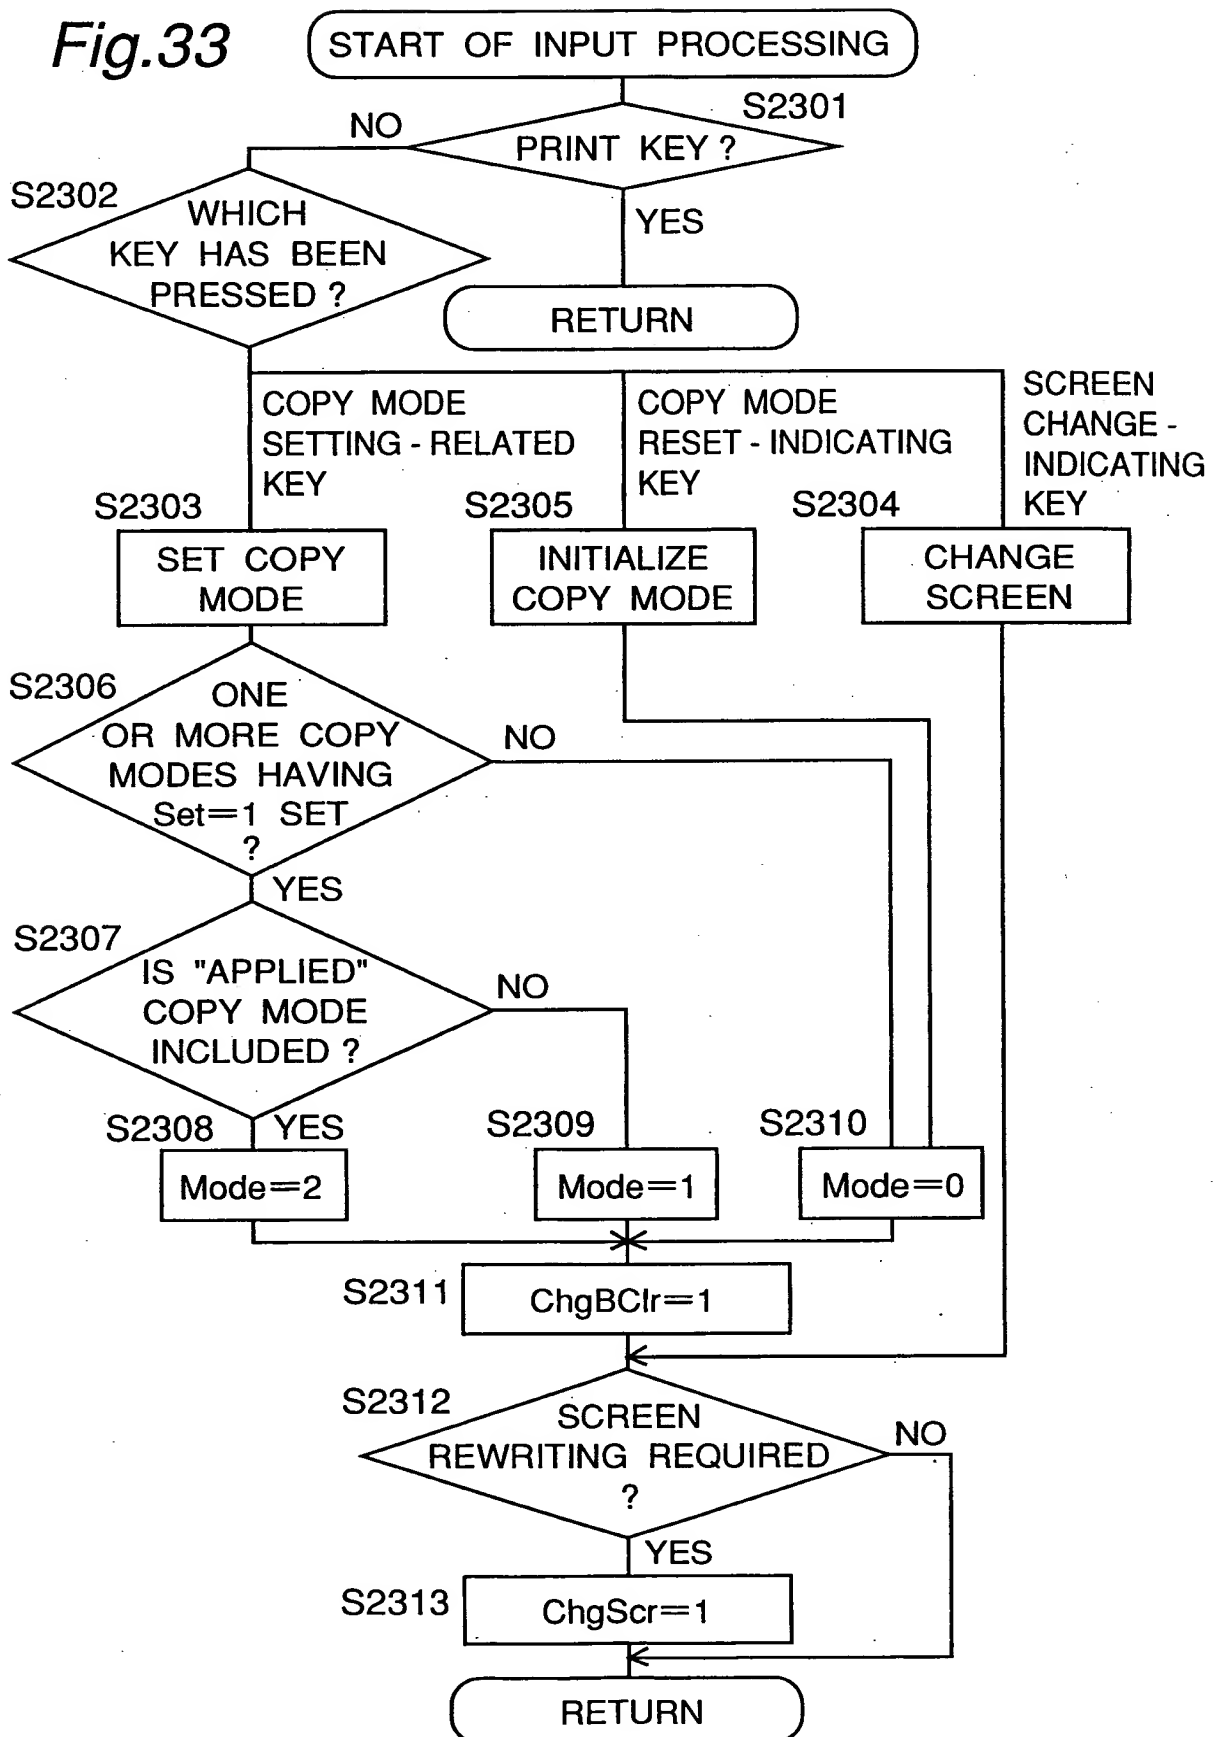 Fig.33
START OF INPUT PROCESSING
S2301
PRINT KEY ?
NO
YES
RETURN
S2302
WHICH
KEY HAS BEEN
PRESSED ?
COPY MODE
SETTING - RELATED
KEY
COPY MODE
RESET - INDICATING
KEY
SCREEN
CHANGE -
INDICATING
KEY
S2303
SET COPY
MODE
S2305
INITIALIZE
COPY MODE
S2304
CHANGE
SCREEN
S2306
ONE
OR MORE COPY
MODES HAVING
Set=1 SET
?
NO
YES
S2307
IS "APPLIED"
COPY MODE
INCLUDED ?
NO
YES
S2308
Mode=2
S2309
Mode=1
S2310
Mode=0
S2311
ChgBClr=1
S2312
SCREEN
REWRITING REQUIRED
?
NO
YES
S2313
ChgScr=1
RETURN